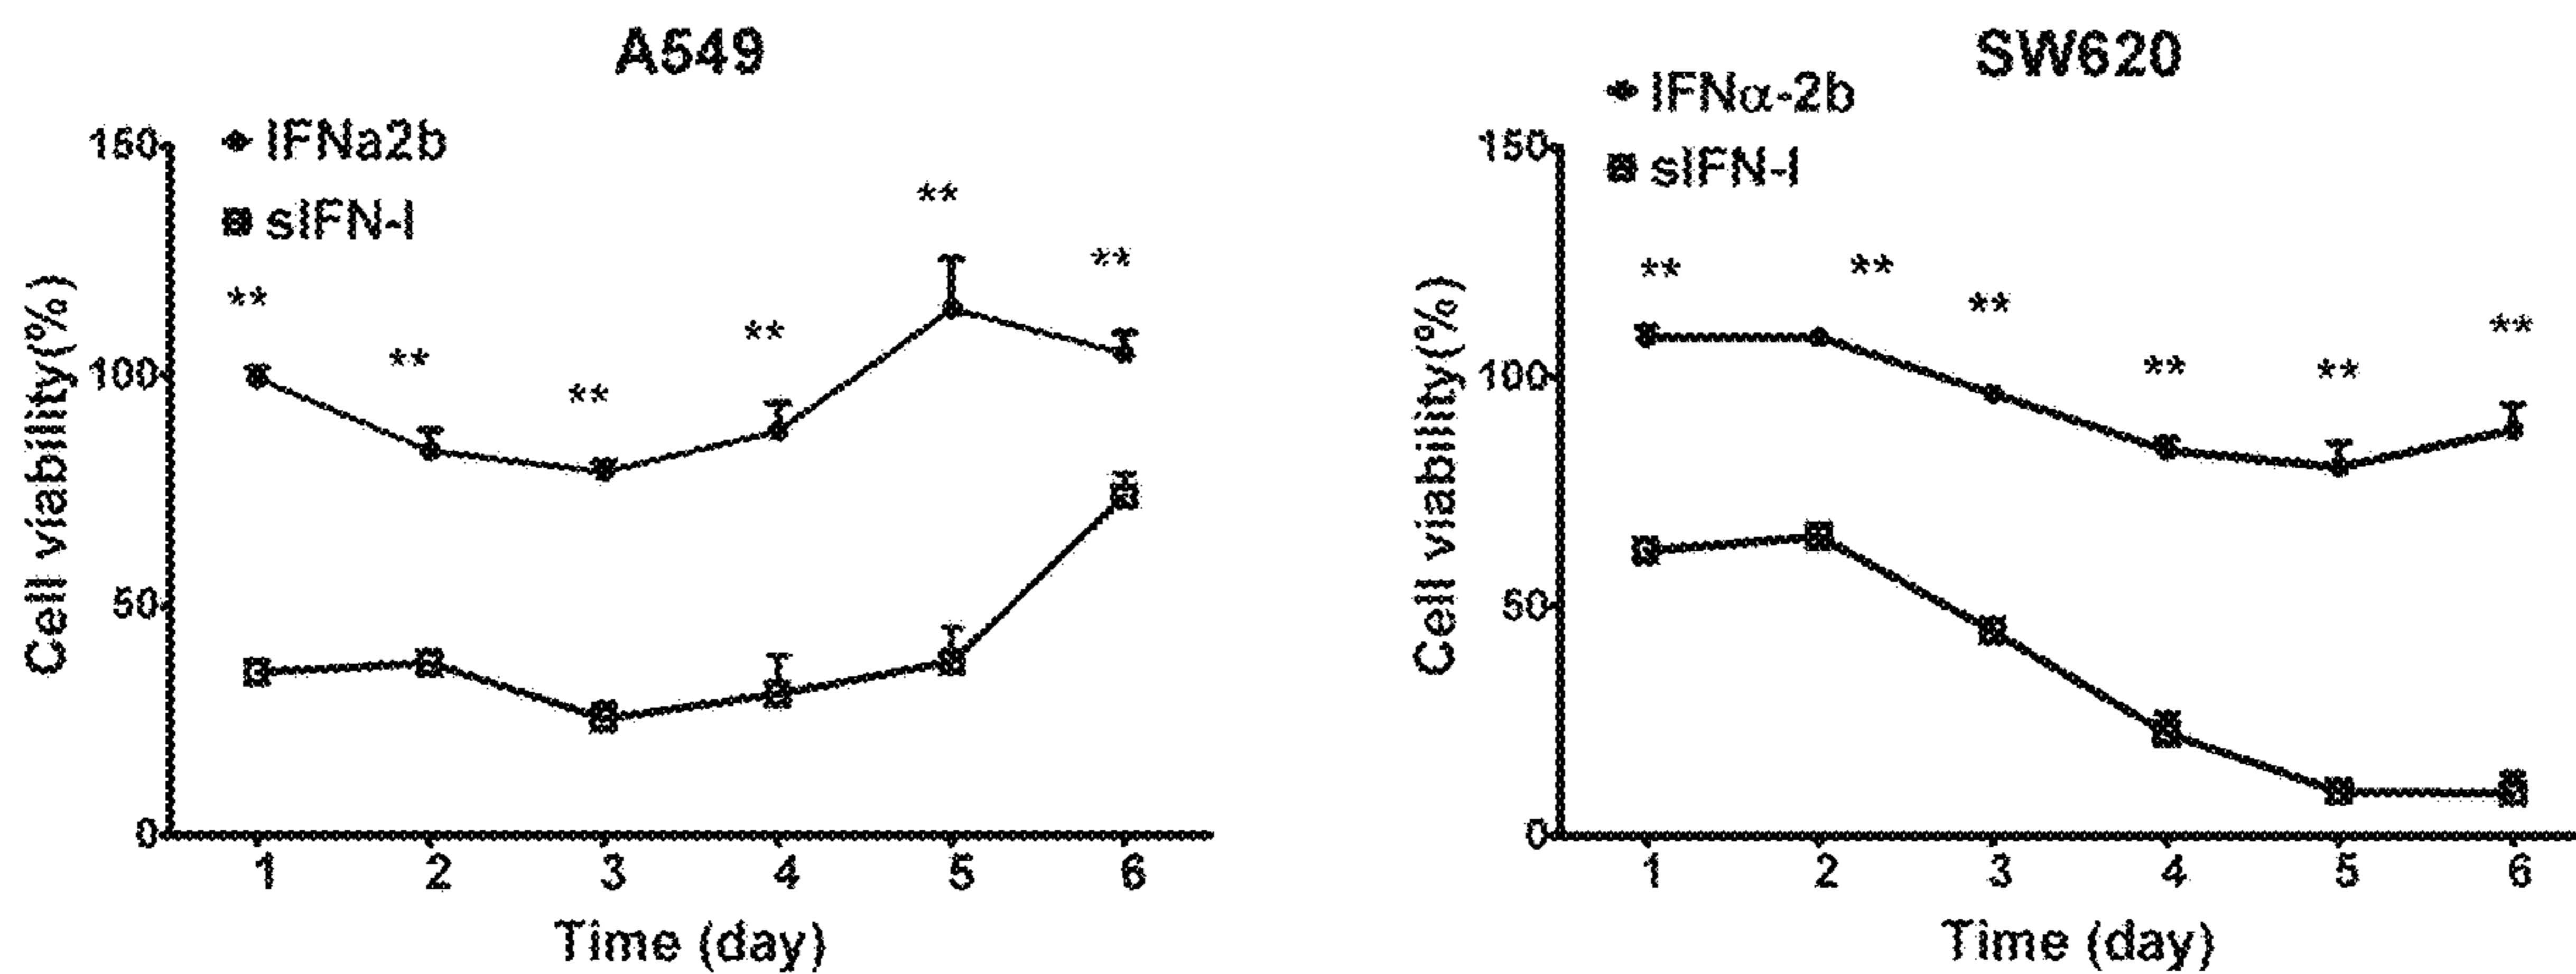 A549
IFNa2b
sIFN-I
150
100
50
0
Cell viability(%)
**
**
**
**
**
**
1 2 3 4 5 6
Time (day)
SW620
IFNα-2b
sIFN-I
150
100
50
0
Cell viability(%)
**
**
**
**
**
**
1 2 3 4 5 6
Time (day)